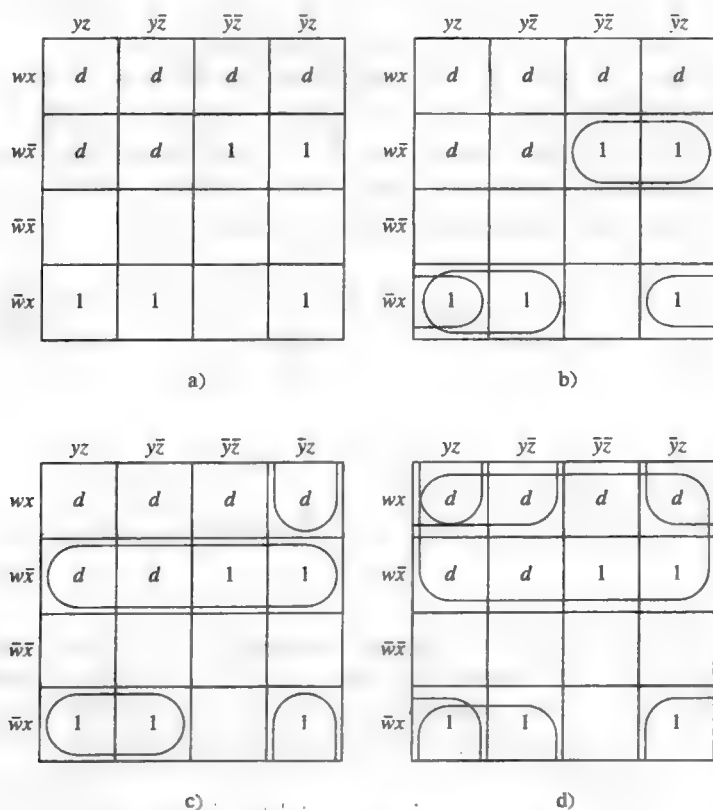 yz yz̄ ȳz̄ ȳz
wx d d d d
wx̄ d d 1 1
w̄x̄
w̄x 1 1 1
a)
yz yz̄ ȳz̄ ȳz
wx d d d d
wx̄ d d 1 1
w̄x̄
w̄x 1 1 1
b)
yz yz̄ ȳz̄ ȳz
wx d d d d
wx̄ d d 1 1
w̄x̄
w̄x 1 1 1
c)
yz yz̄ ȳz̄ ȳz
wx d d d d
wx̄ d d 1 1
w̄x̄
w̄x 1 1 1
d)